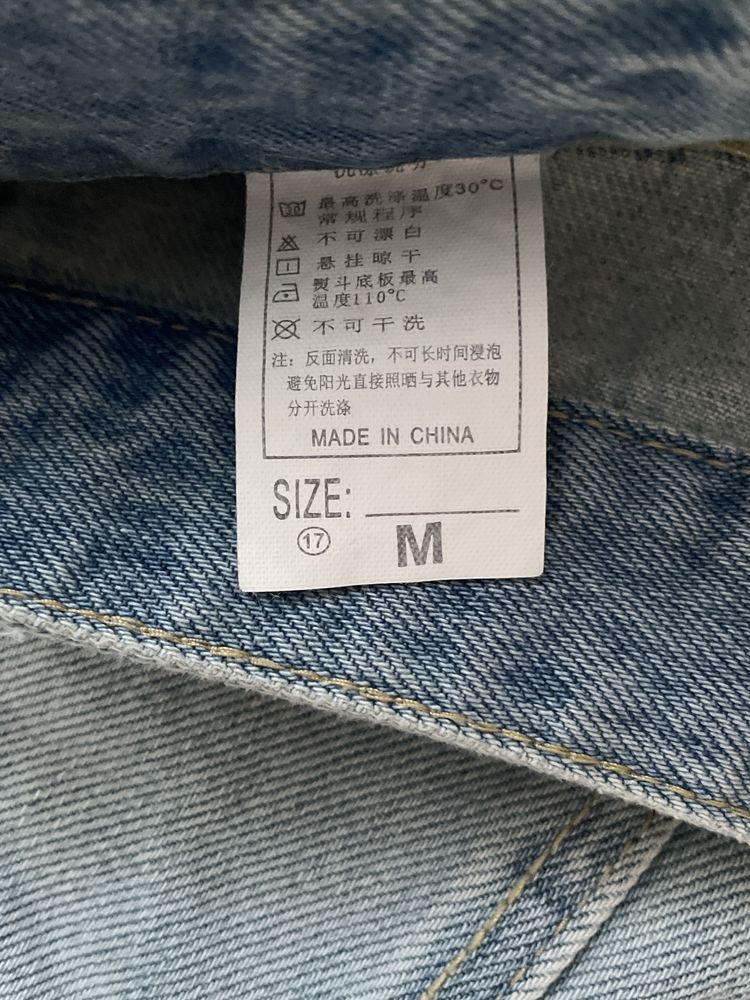 最高洗涤温度30°C
常规程序
不可漂白
悬挂晾干
熨斗底板最高
温度110°C
不可干洗
注：反面清洗，不可长时间浸泡
避免阳光直接照晒与其他衣物
分开洗涤
MADE IN CHINA
SIZE:
17
M